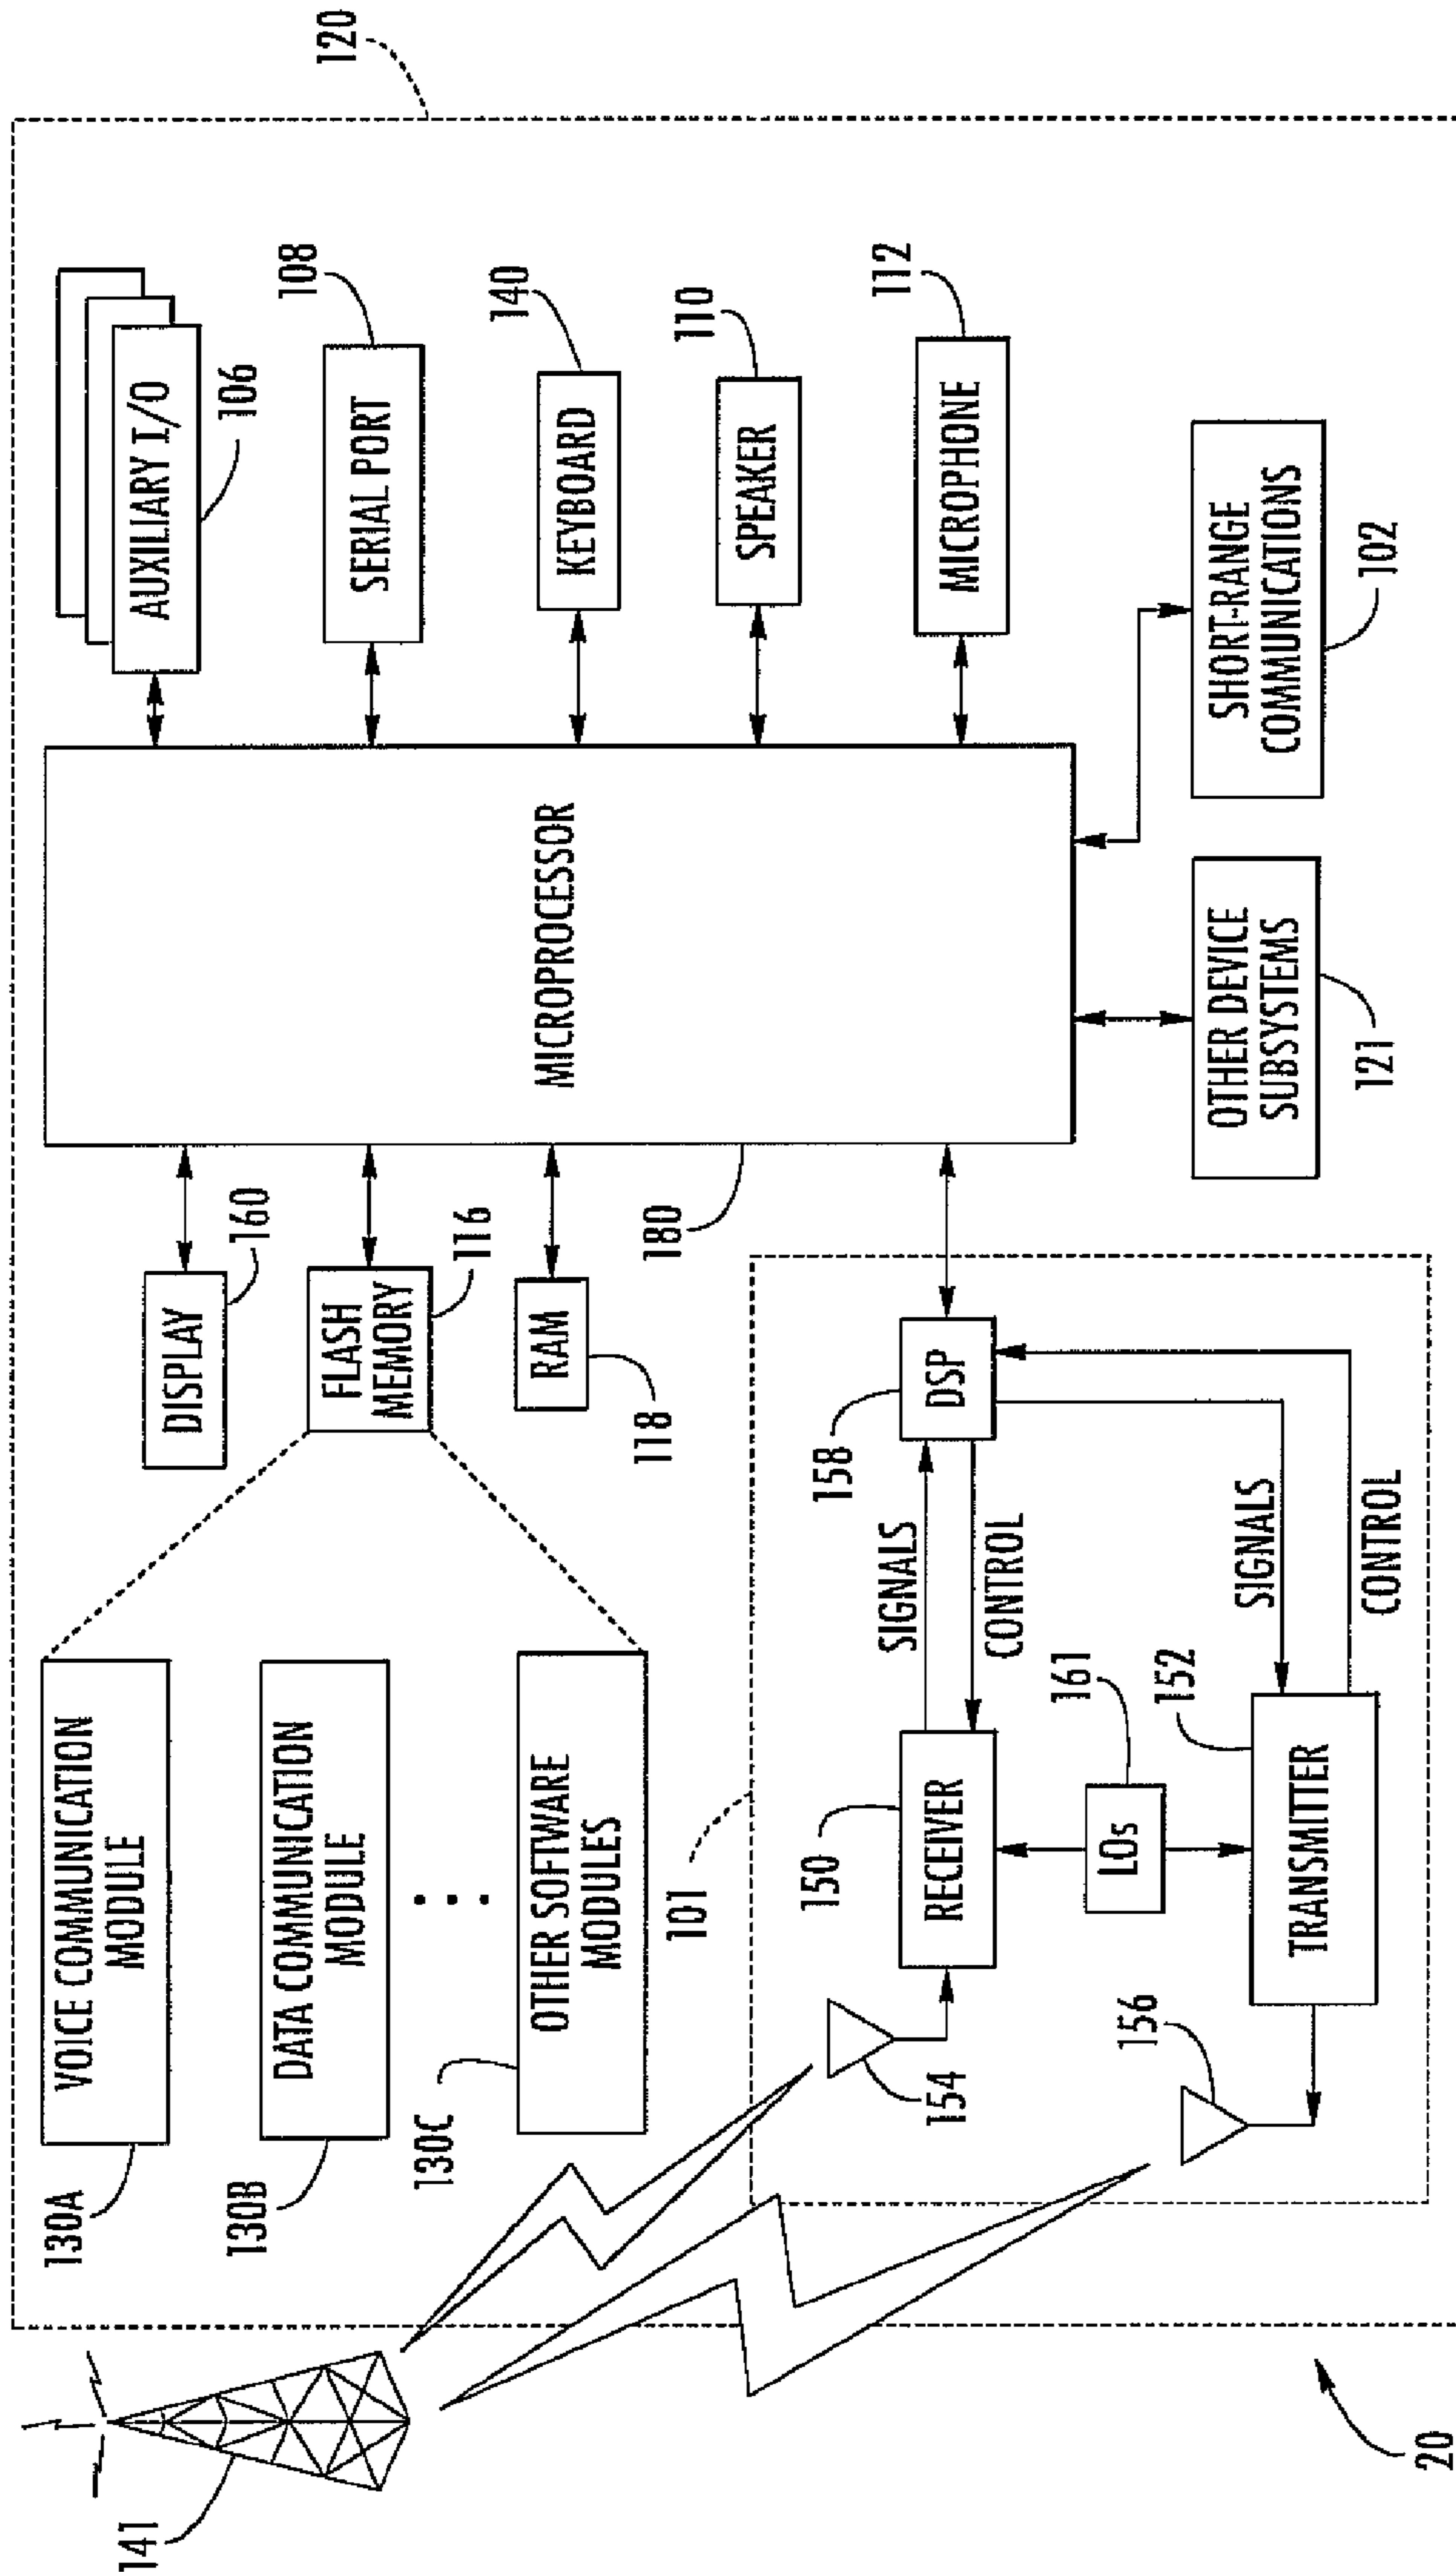 120
AUXILIARY I/O
106
SERIAL PORT
108
KEYBOARD
140
SPEAKER
110
MICROPHONE
112
SHORT-RANGE
COMMUNICATIONS
102
OTHER DEVICE
SUBSYSTEMS
121
MICROPROCESSOR
180
DISPLAY
160
FLASH
MEMORY
116
RAM
118
VOICE COMMUNICATION
MODULE
130A
DATA COMMUNICATION
MODULE
130B
OTHER SOFTWARE
MODULES
130C
101
DSP
158
SIGNALS
CONTROL
RECEIVER
150
LOs
161
SIGNALS
CONTROL
TRANSMITTER
152
154
156
141
20